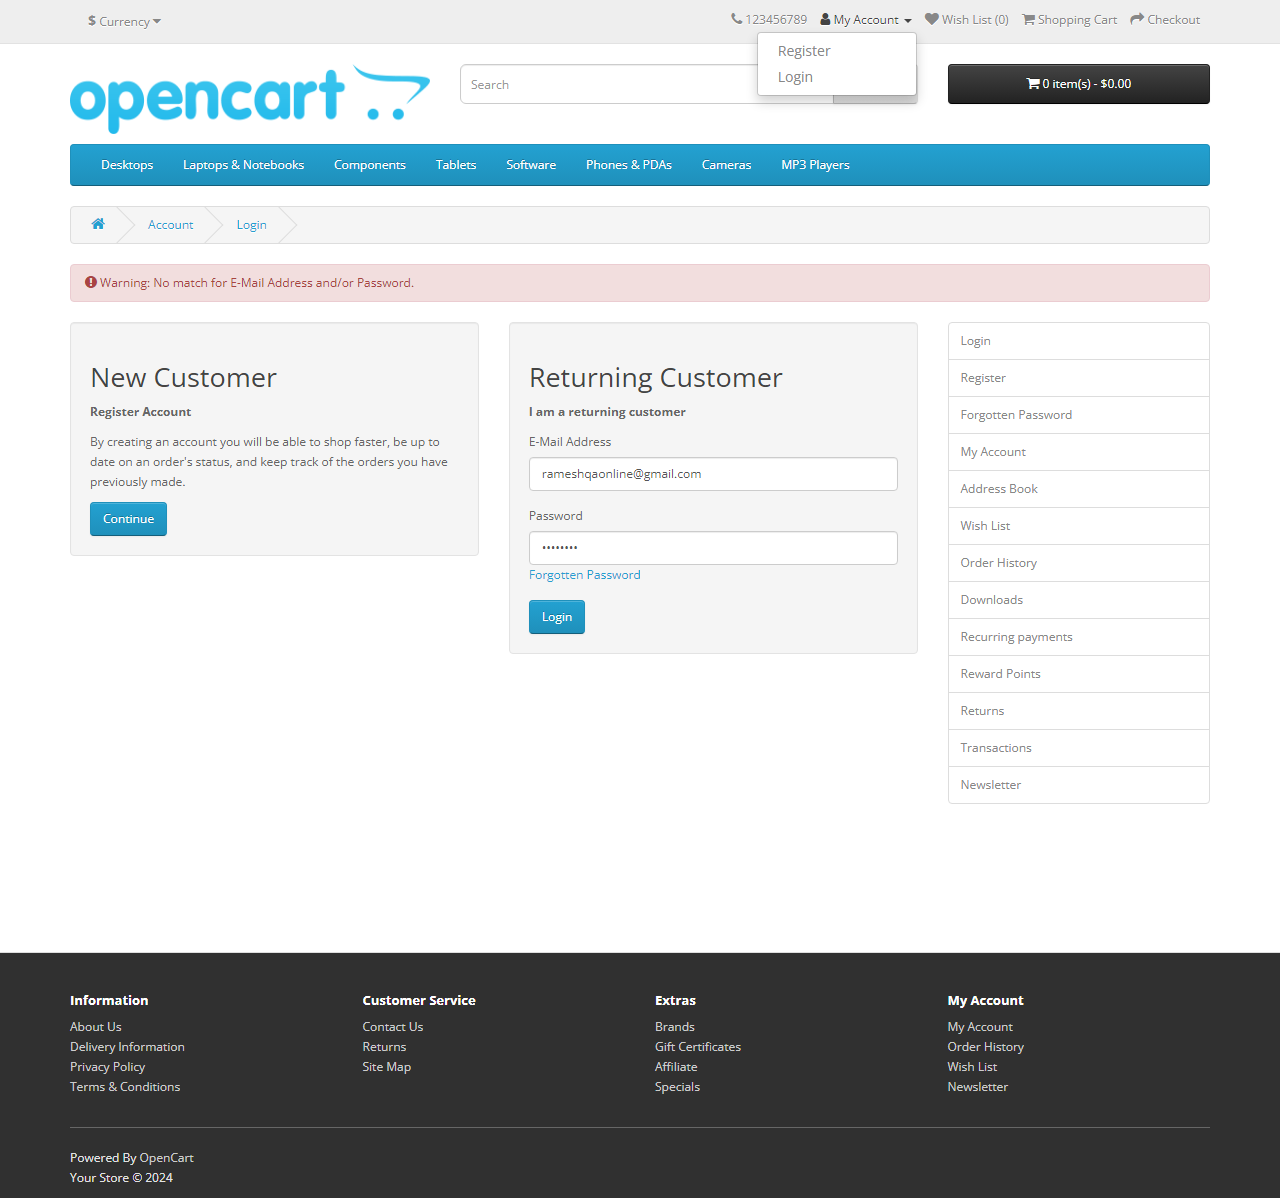 $ Currency
123456789 My Account Wish List (0) Shopping Cart Checkout
Register
Login
opencart
Search
0 item(s) - $0.00
Desktops Laptops & Notebooks Components Tablets Software Phones & PDAs Cameras MP3 Players
Account Login
Warning: No match for E-Mail Address and/or Password.
New Customer
Register Account
By creating an account you will be able to shop faster, be up to
date on an order's status, and keep track of the orders you have
previously made.
Continue
Returning Customer
I am a returning customer
E-Mail Address
rameshqaonline@gmail.com
Password
••••••••
Forgotten Password
Login
Login
Register
Forgotten Password
My Account
Address Book
Wish List
Order History
Downloads
Recurring payments
Reward Points
Returns
Transactions
Newsletter
Information
About Us
Delivery Information
Privacy Policy
Terms & Conditions
Customer Service
Contact Us
Returns
Site Map
Extras
Brands
Gift Certificates
Affiliate
Specials
My Account
My Account
Order History
Wish List
Newsletter
Powered By OpenCart
Your Store © 2024